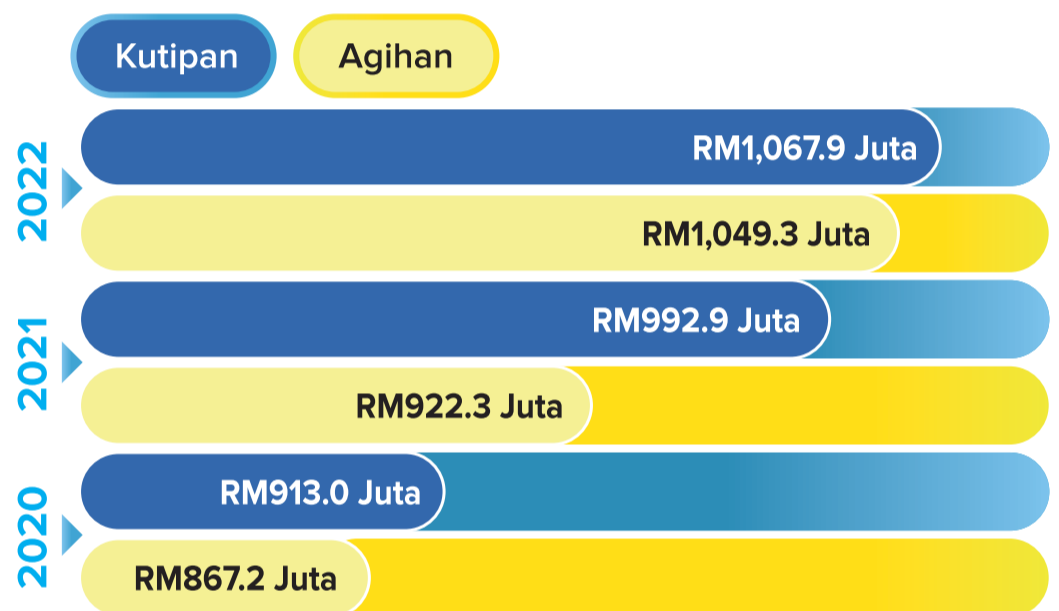 Kutipan Agihan
2022
RM1,067.9 Juta
RM1,049.3 Juta
2021
RM992.9 Juta
RM922.3 Juta
2020
RM913.0 Juta
RM867.2 Juta